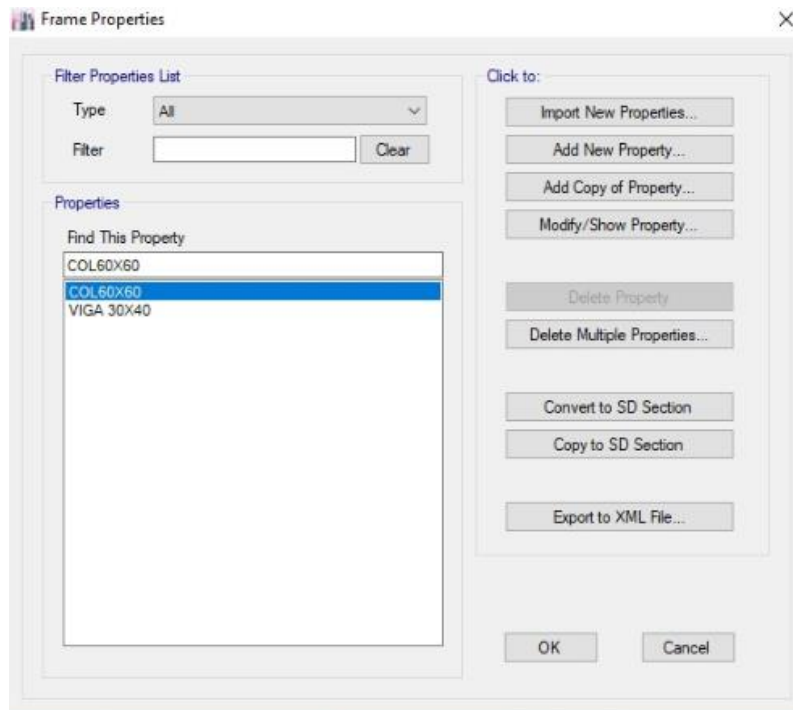 Frame Properties
Filter Properties List
Type All
Filter Clear
Properties
Find This Property
COL60X60
COL60X60
VIGA 30X40
Click to:
Import New Properties...
Add New Property...
Add Copy of Property...
Modify/Show Property...
Delete Property
Delete Multiple Properties...
Convert to SD Section
Copy to SD Section
Export to XML File...
OK Cancel